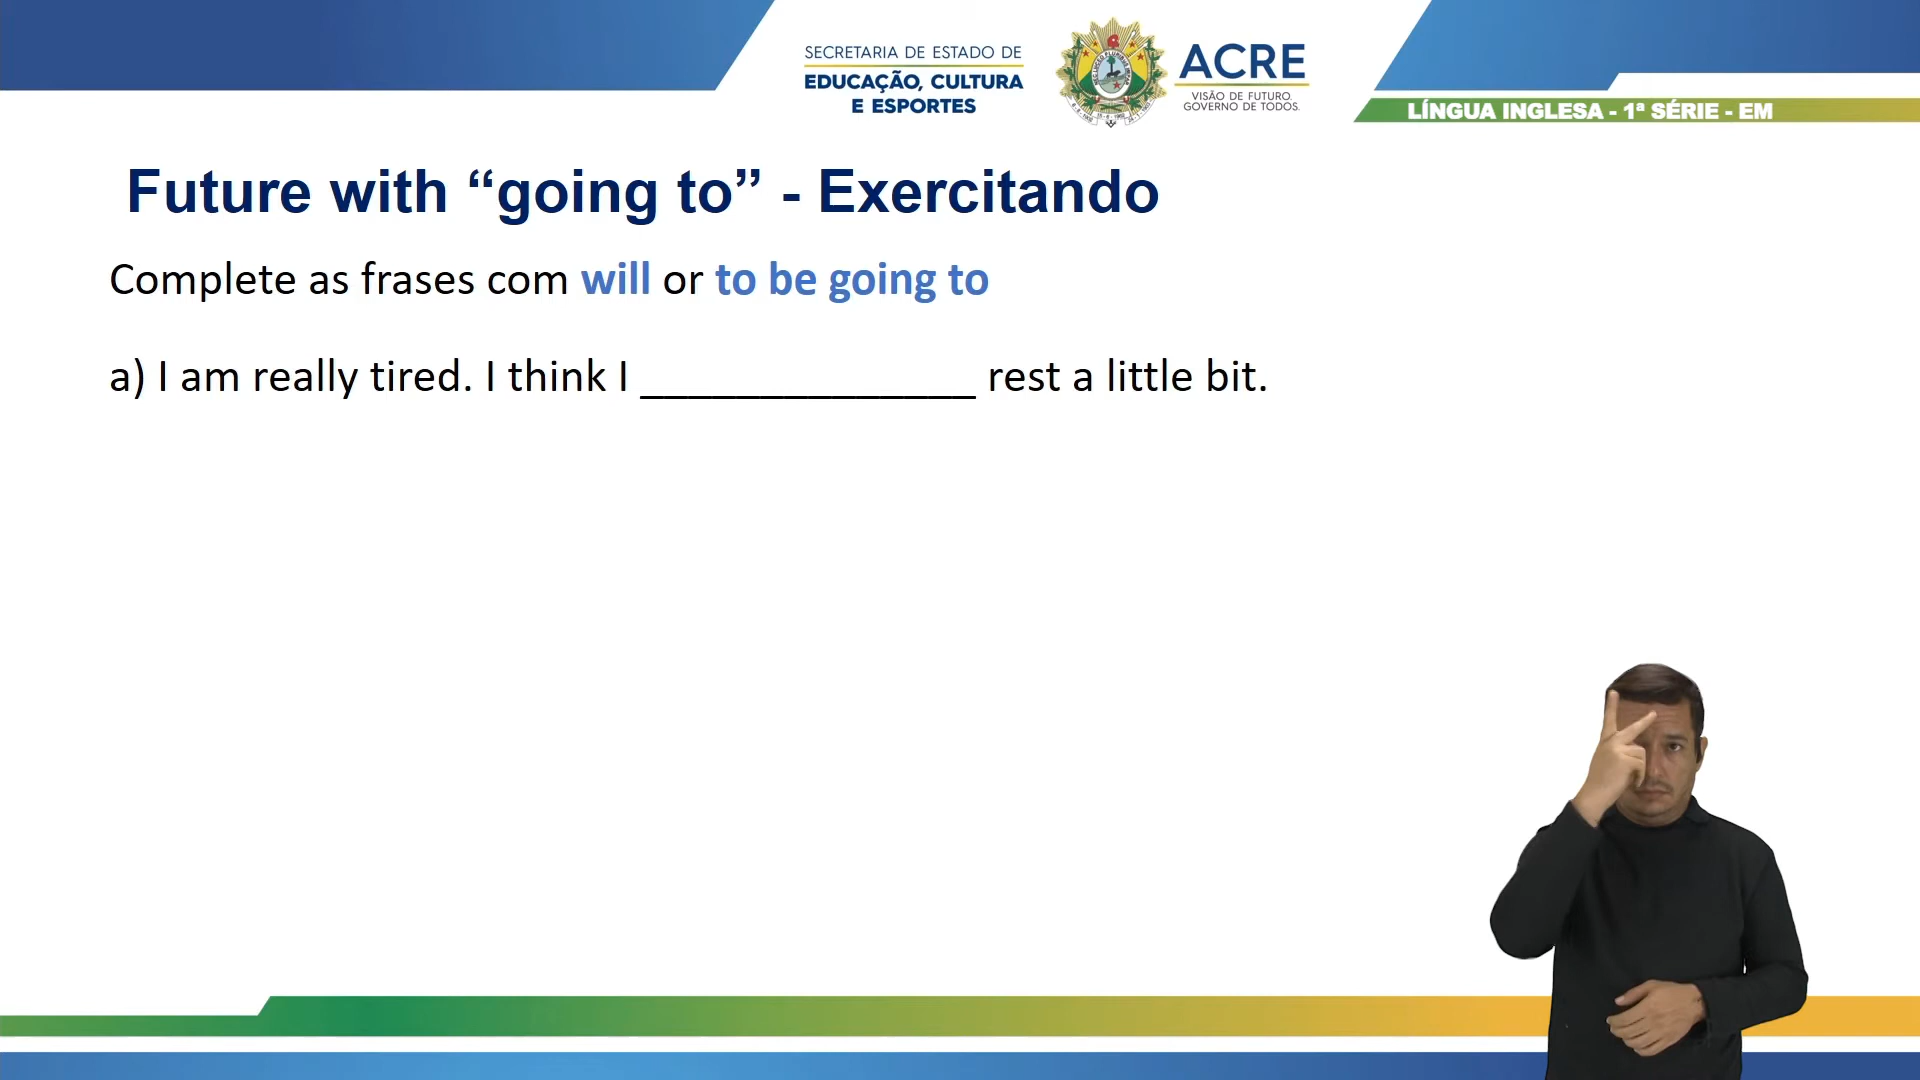 SECRETARIA DE ESTADO DE
EDUCAÇÃO, CULTURA
E ESPORTES
ACRE
VISÃO DE FUTURO.
GOVERNO DE TODOS.
LÍNGUA INGLESA - 1ª SÉRIE - EM
Future with “going to” - Exercitando
Complete as frases com will or to be going to
a) I am really tired. I think I ______________ rest a little bit.